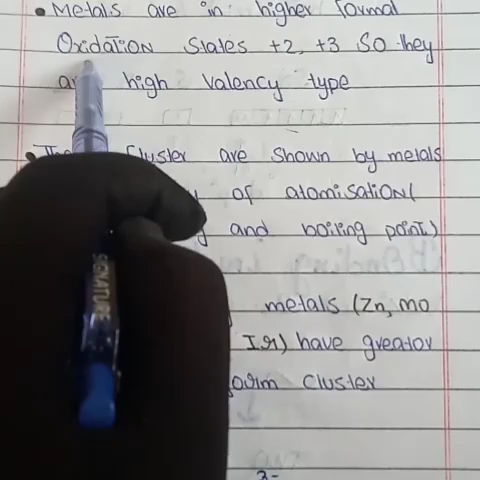 • Metals are in higher formal
Oxidation States +2, +3 So they
high valency type
• Cluster are shown by metals
of atomisation(
and boiling point.)
metals (Zn, Mo
Ir) have greator
form cluster
SIGNATURE